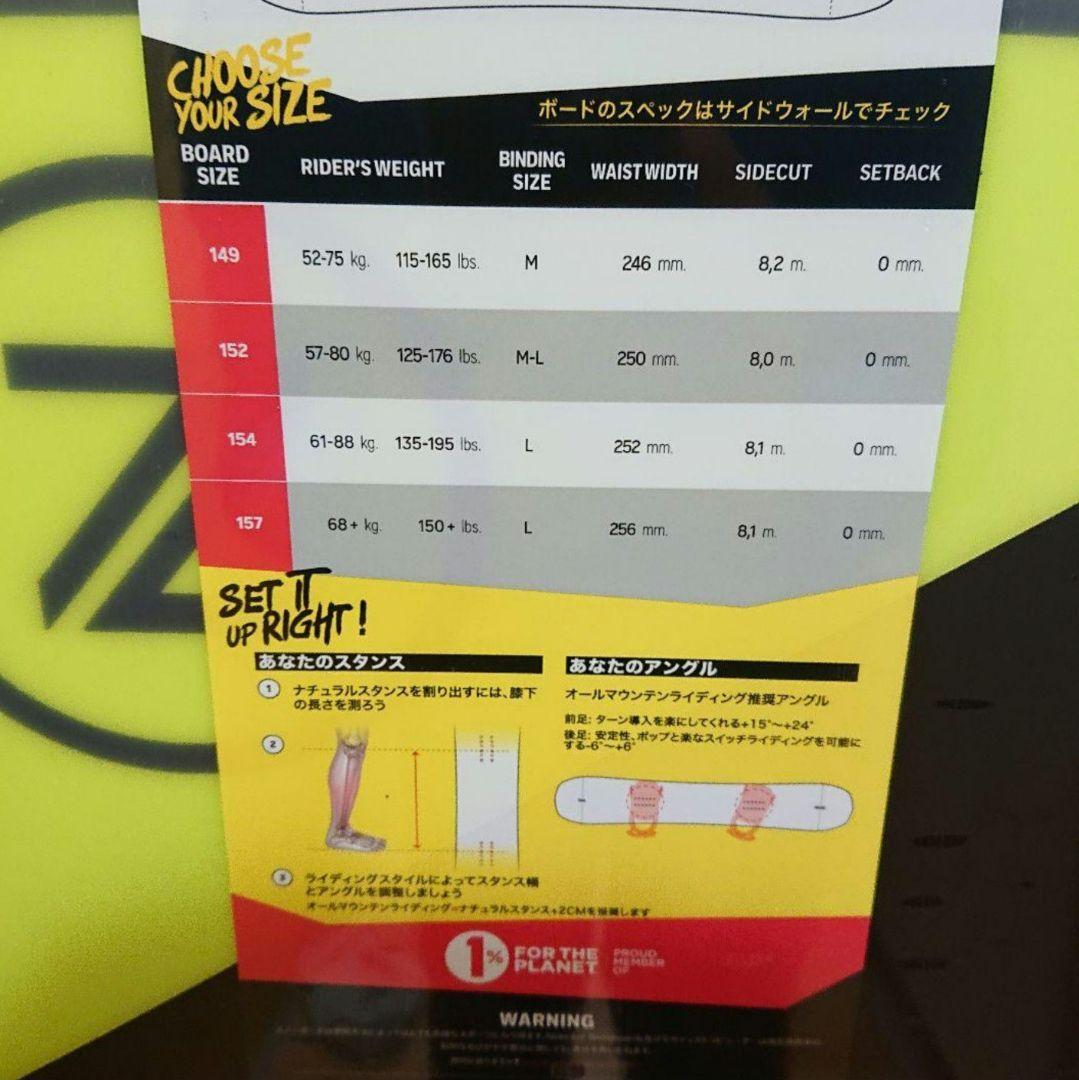 CHOOSE
YOUR SIZE
ボードのスペックはサイドウォールでチェック
BOARD SIZE RIDER'S WEIGHT BINDING SIZE WAIST WIDTH SIDECUT SETBACK
149 52-75 kg. 115-165 lbs. M 246 mm. 8,2 m. 0 mm.
152 57-80 kg. 125-176 lbs. M-L 250 mm. 8,0 m. 0 mm.
154 61-88 kg. 135-195 lbs. L 252 mm. 8,1 m. 0 mm.
157 68+ kg. 150+ lbs. L 256 mm. 8,1 m. 0 mm.
SET IT
UP RIGHT!
あなたのスタンス
1 ナチュラルスタンスを割り出すには、膝下
の長さを測ろう
2
3 ライディングスタイルによってスタンス幅
とアングルを調整しましょう
オールマウンテンライディング=ナチュラルスタンス+2CMを推奨します
あなたのアングル
オールマウンテンライディング推奨アングル
前足: ターン導入を楽にしてくれる+15°～+24°
後足: 安定性、ポップと楽なスイッチライディングを可能に
する-6°～+6°
1%
FOR THE
PLANET
PROUD
MEMBER
OF
WARNING